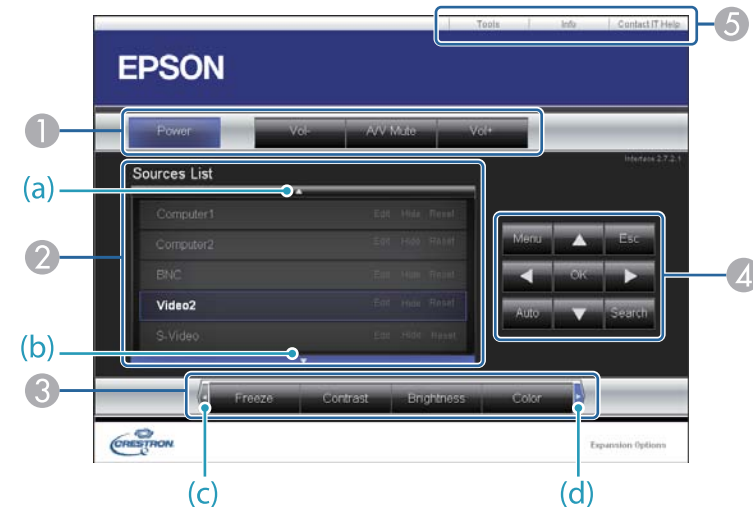 Tools Info Contact IT Help
5
EPSON
1
Power Vol- A/V Mute Vol+
Interface 2.7.2.1
Sources List
(a)
Computer1 Edit Hide Reset
Computer2 Edit Hide Reset
2
BNC Edit Hide Reset
Video2 Edit Hide Reset
S-Video Edit Hide Reset
(b)
Menu Esc
OK
4
Auto Search
3
Freeze Contrast Brightness Color
CRESTRON
Expansion Options
(c) (d)